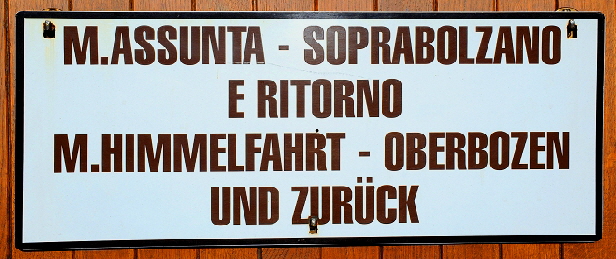 M.ASSUNTA - SOPRABOLZANO
E RITORNO
M.HIMMELFAHRT - OBERBOZEN
UND ZURÜCK